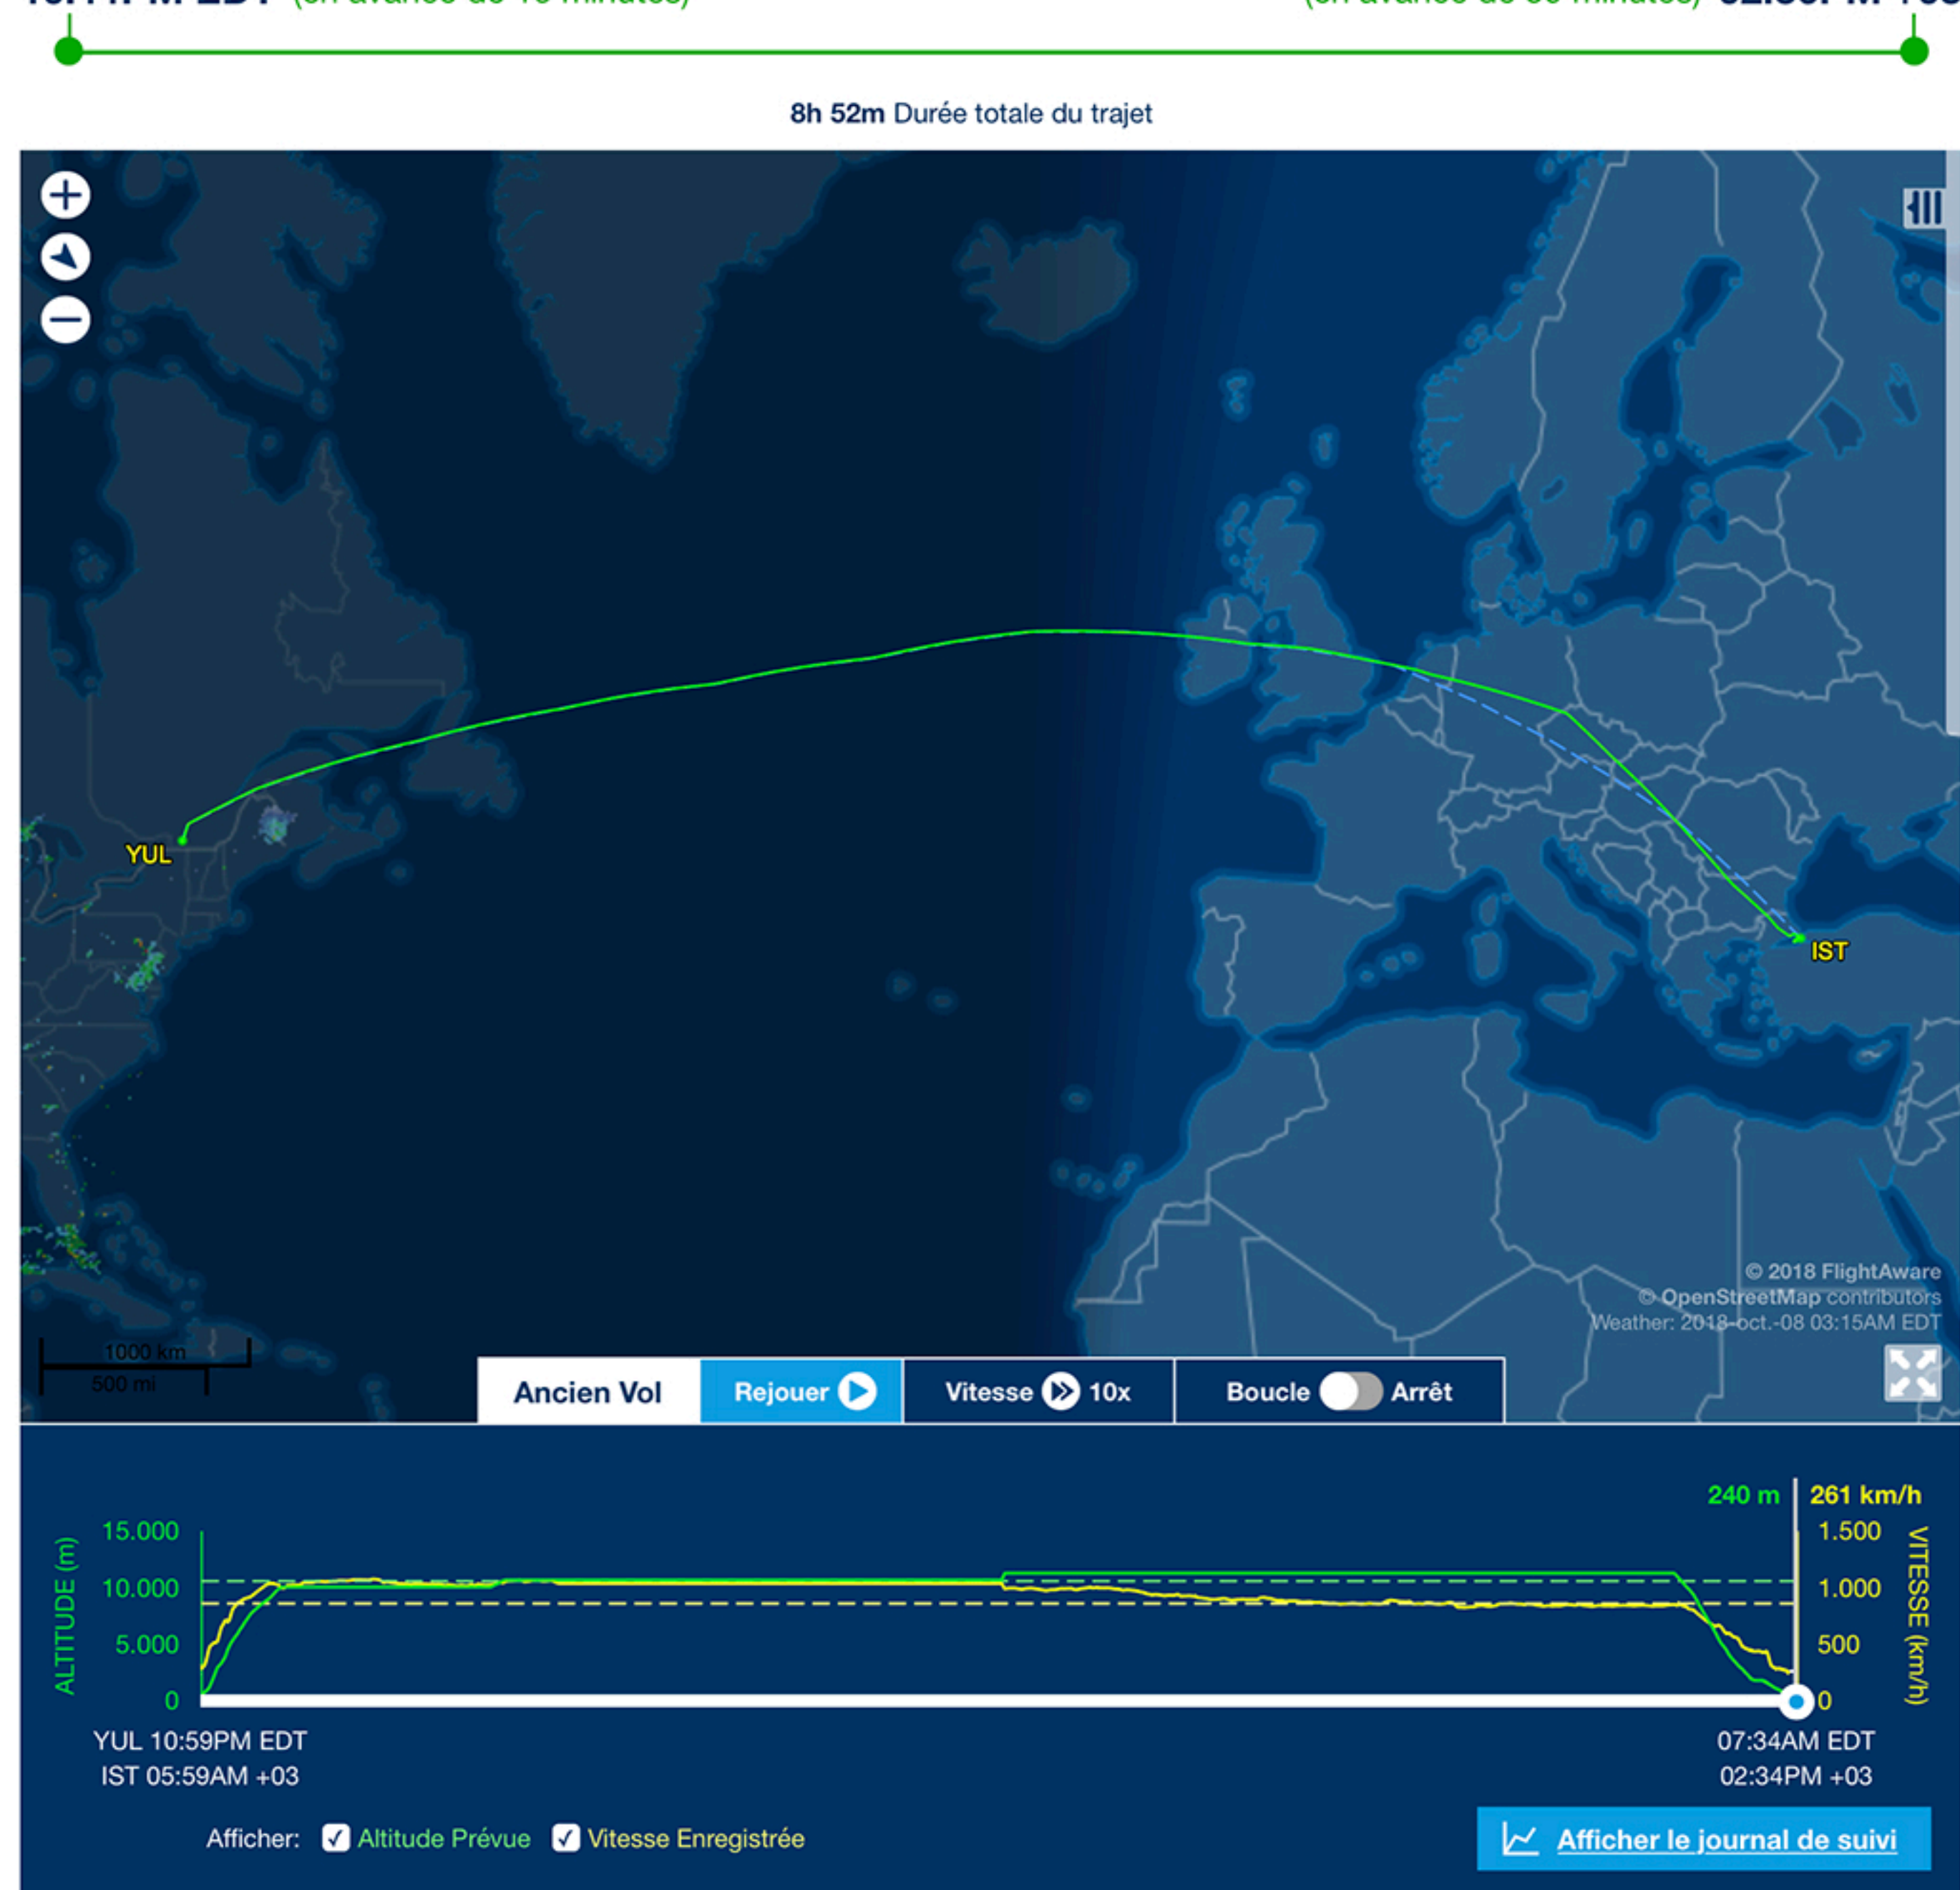 8h 52m Durée totale du trajet
YUL
IST
© 2018 FlightAware
© OpenStreetMap contributors
Weather: 2018-oct.-08 03:15AM EDT
1000 km
500 mi
Ancien Vol
Rejouer
Vitesse 10x
Boucle Arrêt
240 m 261 km/h
ALTITUDE (m)
15.000
10.000
5.000
0
VITESSE (km/h)
1.500
1.000
500
0
YUL 10:59PM EDT
IST 05:59AM +03
07:34AM EDT
02:34PM +03
Afficher: Altitude Prévue Vitesse Enregistrée
Afficher le journal de suivi